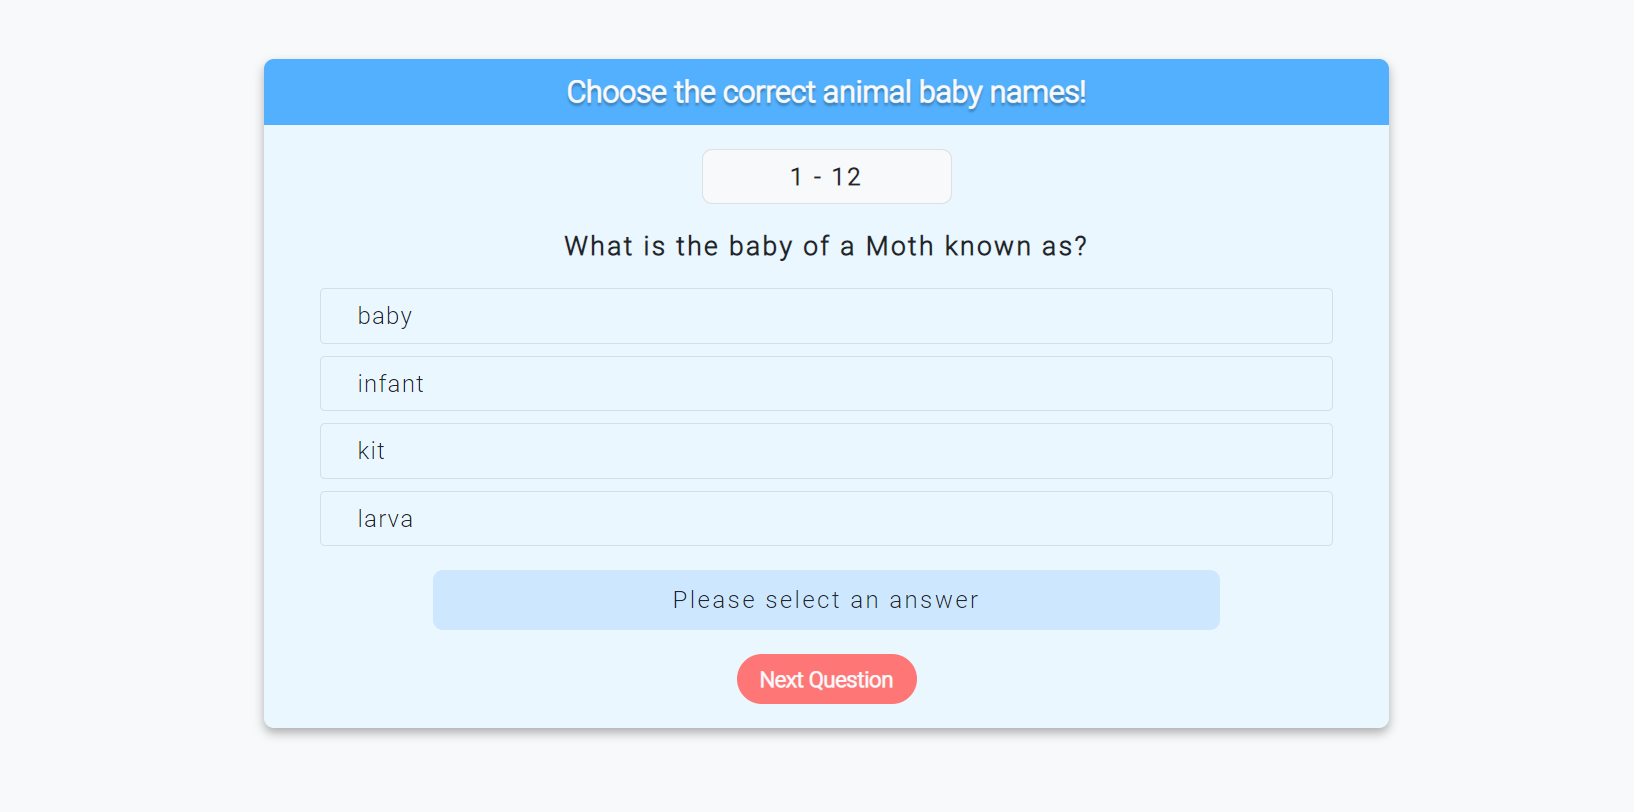 Choose the correct animal baby names!
1 - 12
What is the baby of a Moth known as?
baby
infant
kit
larva
Please select an answer
Next Question